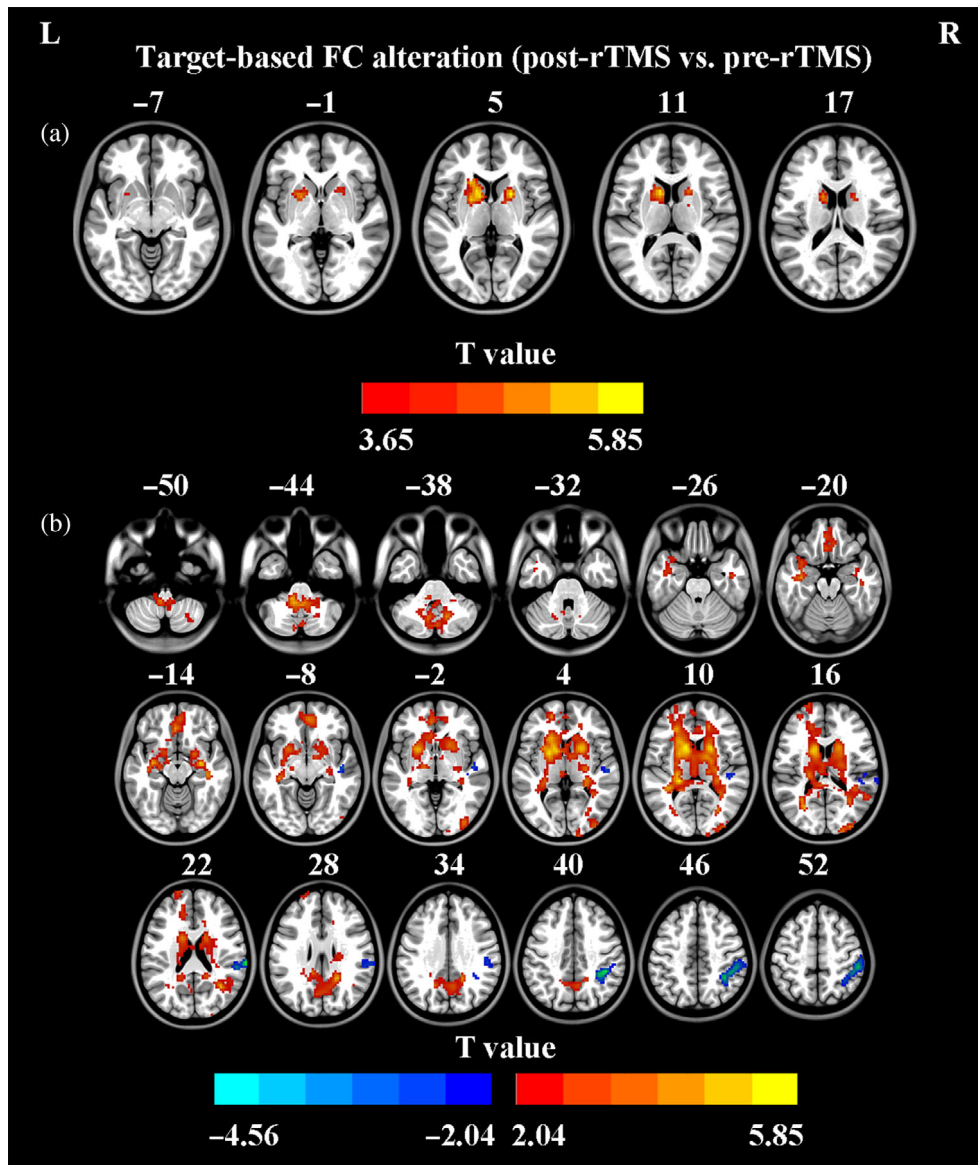 L R
Target-based FC alteration (post-rTMS vs. pre-rTMS)
−7 −1 5 11 17
(a)
T value
3.65 5.85
−50 −44 −38 −32 −26 −20
(b)
−14 −8 −2 4 10 16
22 28 34 40 46 52
T value
−4.56 −2.04 2.04 5.85